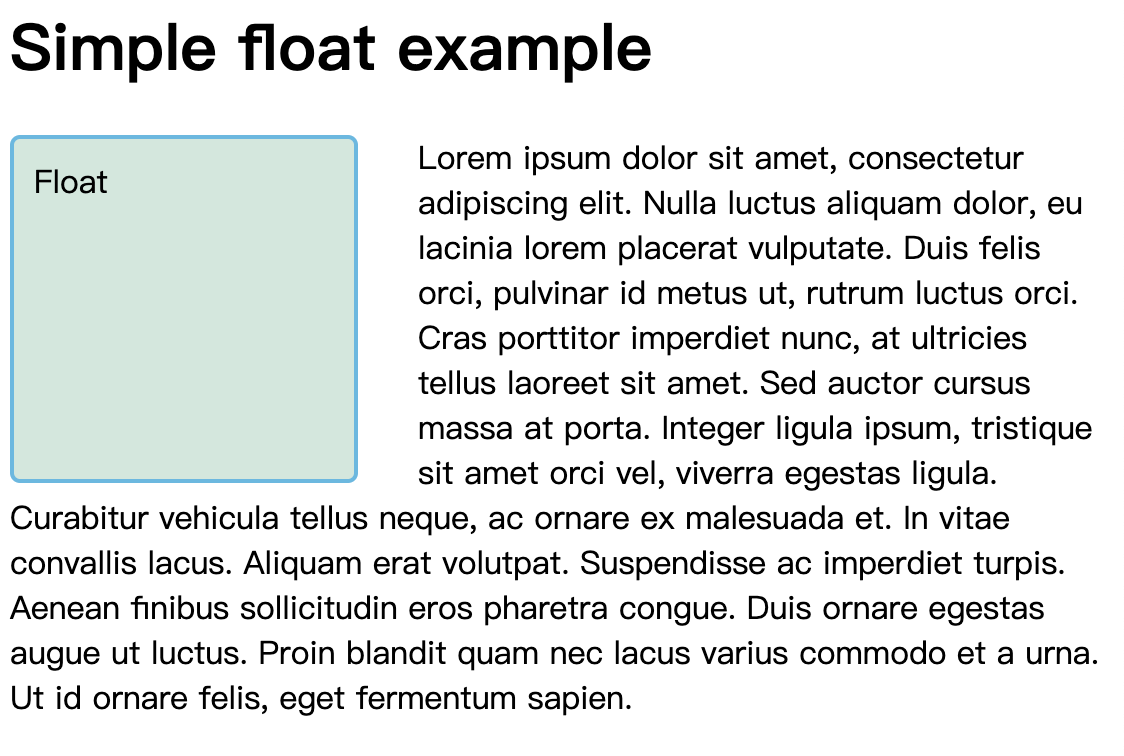 Simple float example
Float
Lorem ipsum dolor sit amet, consectetur
adipiscing elit. Nulla luctus aliquam dolor, eu
lacinia lorem placerat vulputate. Duis felis
orci, pulvinar id metus ut, rutrum luctus orci.
Cras porttitor imperdiet nunc, at ultricies
tellus laoreet sit amet. Sed auctor cursus
massa at porta. Integer ligula ipsum, tristique
sit amet orci vel, viverra egestas ligula.
Curabitur vehicula tellus neque, ac ornare ex malesuada et. In vitae
convallis lacus. Aliquam erat volutpat. Suspendisse ac imperdiet turpis.
Aenean finibus sollicitudin eros pharetra congue. Duis ornare egestas
augue ut luctus. Proin blandit quam nec lacus varius commodo et a urna.
Ut id ornare felis, eget fermentum sapien.